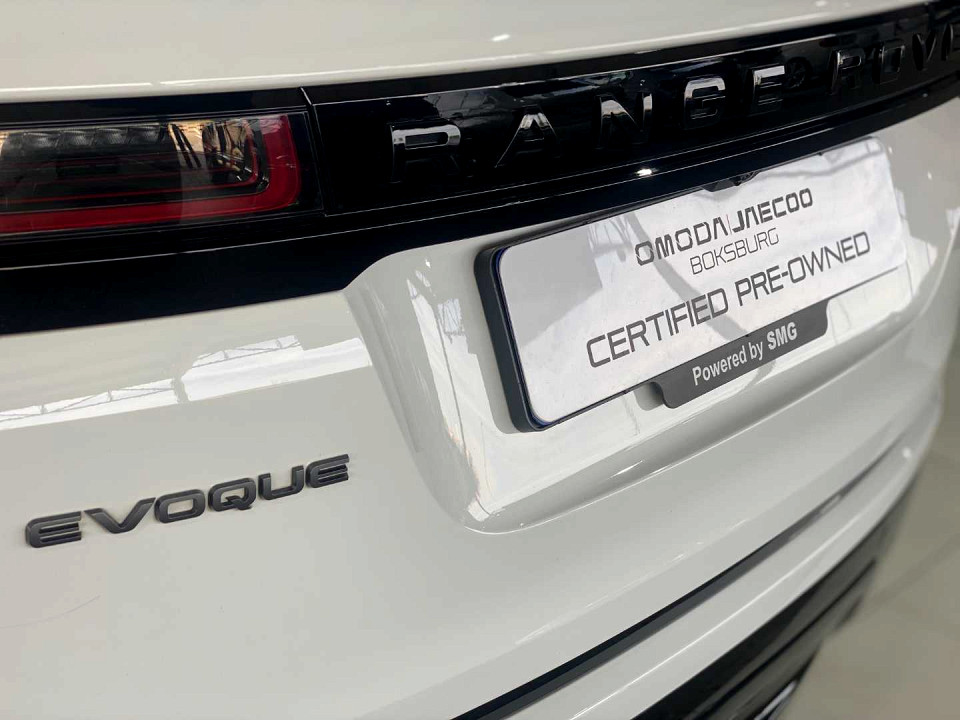 RANGE ROVE
OMODA|JAECOO
BOKSBURG
CERTIFIED PRE-OWNED
Powered by SMG
EVOQUE